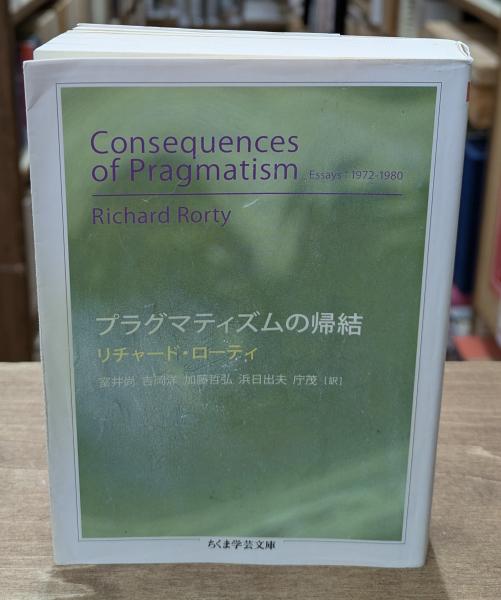 Consequences
of Pragmatism Essays : 1972-1980
Richard Rorty
プラグマティズムの帰結
リチャード・ローティ
室井尚 吉岡洋 加藤哲弘 浜日出夫 庁茂 [訳]
ちくま学芸文庫